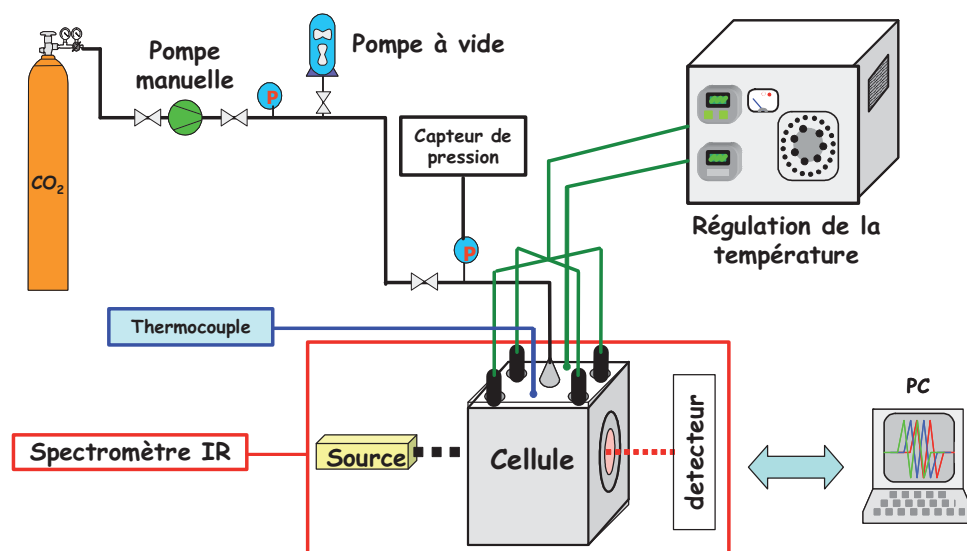 Pompe
manuelle
Pompe à vide
P
Capteur de
pression
CO2
P
Régulation de la
température
Thermocouple
PC
Spectromètre IR
Source
Cellule
detecteur